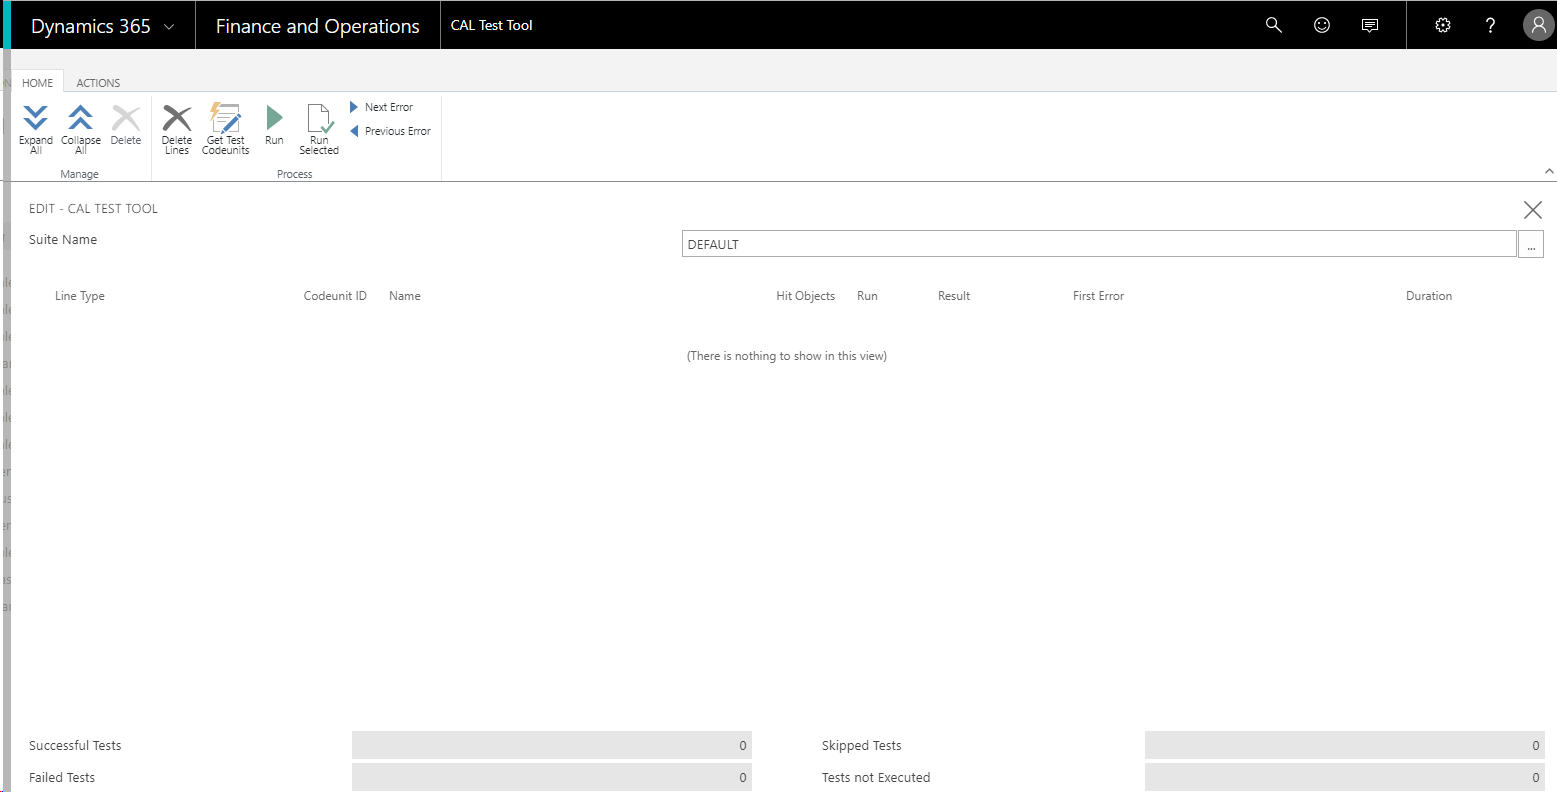 Dynamics 365 Finance and Operations CAL Test Tool
HOME ACTIONS
Expand All
Collapse All
Delete
Delete Lines
Get Test Codeunits
Run
Run Selected
Next Error
Previous Error
Manage Process
EDIT - CAL TEST TOOL
Suite Name DEFAULT ...
Line Type Codeunit ID Name Hit Objects Run Result First Error Duration
(There is nothing to show in this view)
Successful Tests 0 Skipped Tests 0
Failed Tests 0 Tests not Executed 0